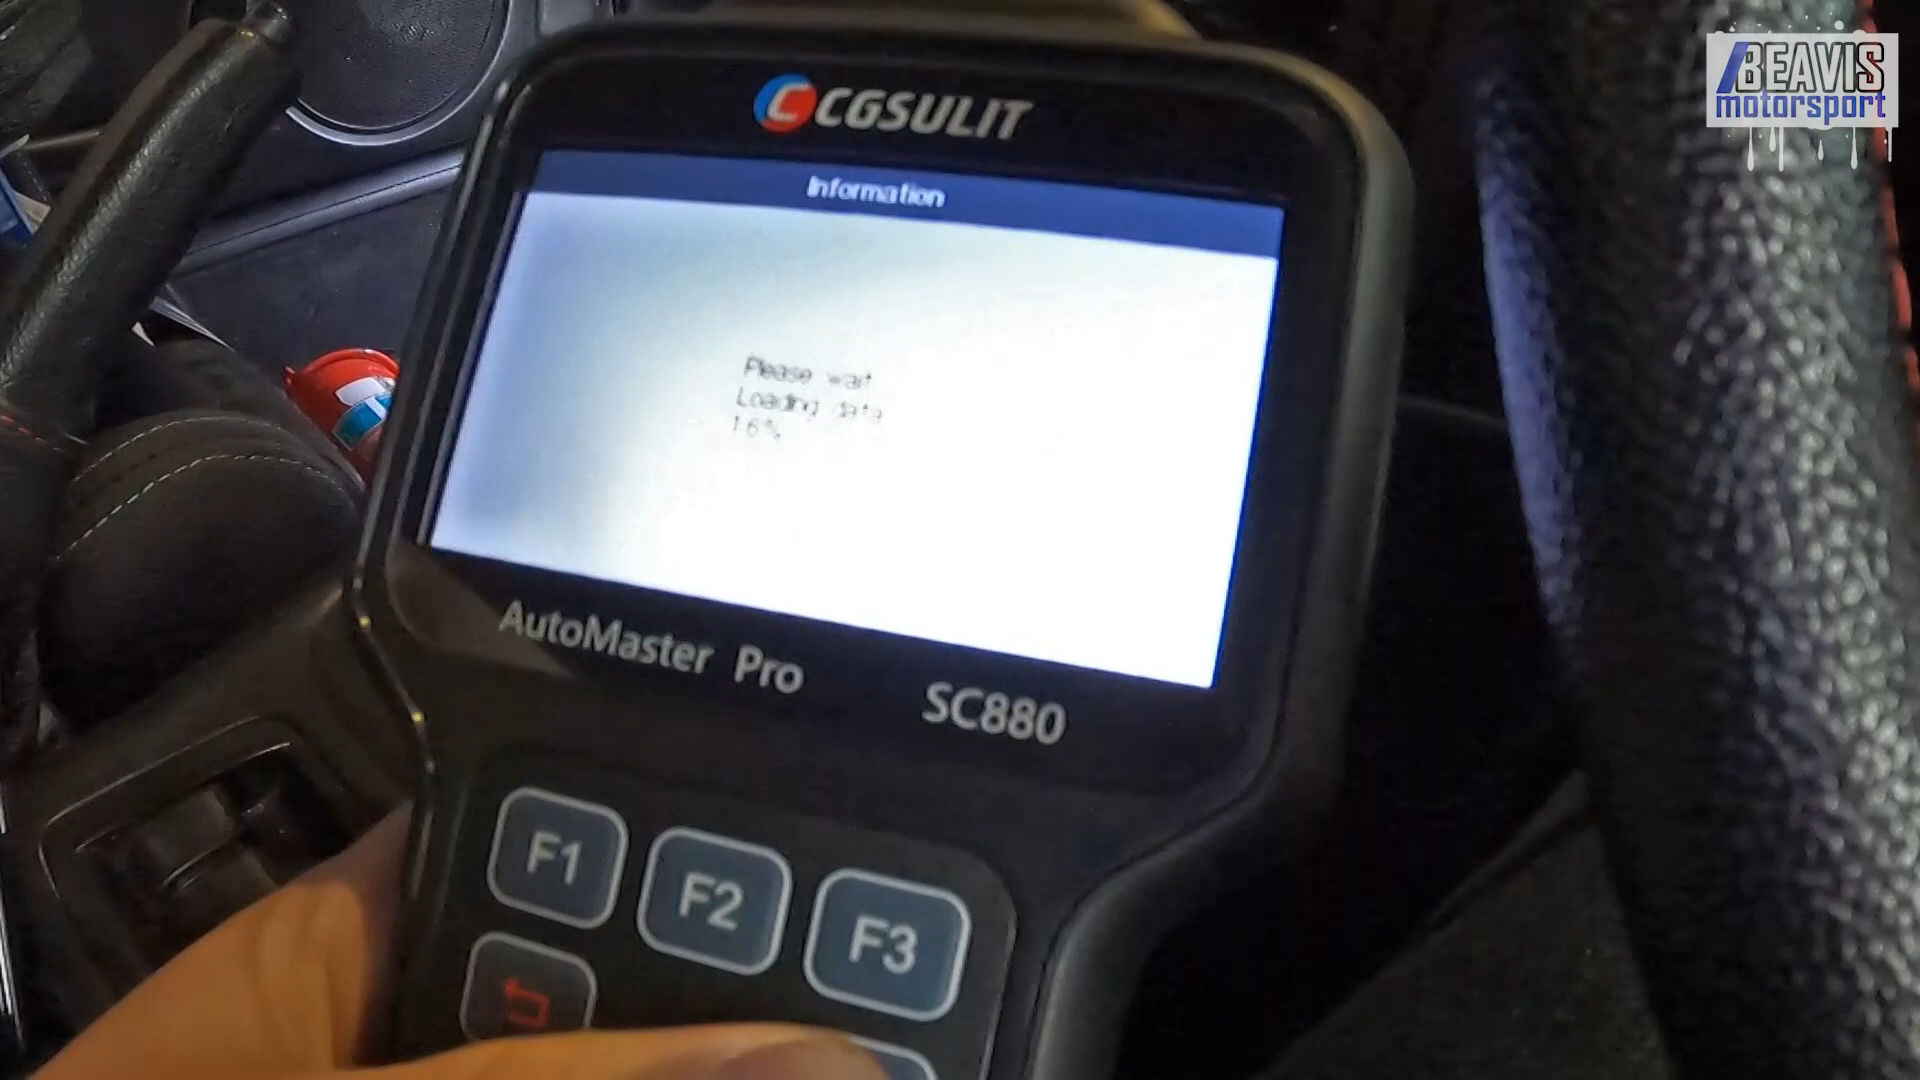 BEAVIS
motorsport
CGSULIT
Information
Please wait
Loading data
16%
AutoMaster Pro
SC880
F1
F2
F3